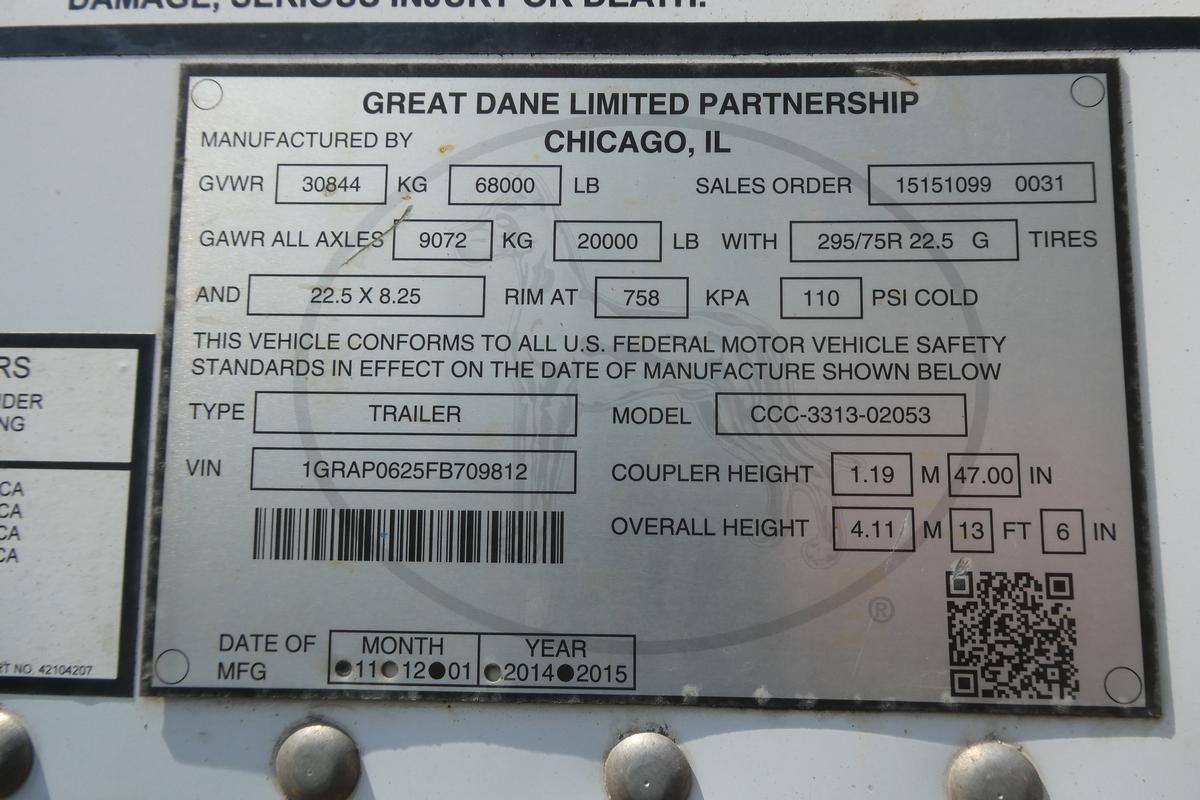 DAMAGE, SERIOUS INJURY OR DEATH.
GREAT DANE LIMITED PARTNERSHIP
MANUFACTURED BY CHICAGO, IL
GVWR 30844 KG 68000 LB SALES ORDER 15151099 0031
GAWR ALL AXLES 9072 KG 20000 LB WITH 295/75R 22.5 G TIRES
AND 22.5 X 8.25 RIM AT 758 KPA 110 PSI COLD
THIS VEHICLE CONFORMS TO ALL U.S. FEDERAL MOTOR VEHICLE SAFETY
STANDARDS IN EFFECT ON THE DATE OF MANUFACTURE SHOWN BELOW
TYPE TRAILER MODEL CCC-3313-02053
VIN 1GRAP0625FB709812 COUPLER HEIGHT 1.19 M 47.00 IN
OVERALL HEIGHT 4.11 M 13 FT 6 IN
®
DATE OF MFG MONTH YEAR
11 12 01 2014 2015
RS
DER
NG
CA
CA
CA
CA
RT NO. 42104207